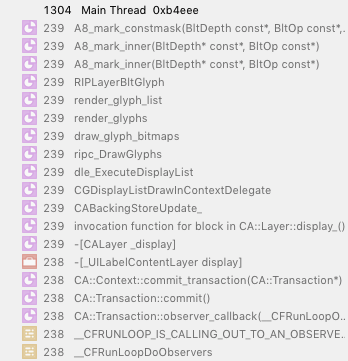 1304 Main Thread 0xb4eee
239 A8_mark_constmask(BltDepth const*, BltOp const*,...
239 A8_mark_inner(BltDepth* const*, BltOp const*)
239 A8_mark_inner(BltDepth* const*, BltOp const*)
239 RIPLayerBltGlyph
239 render_glyph_list
239 render_glyphs
239 draw_glyph_bitmaps
239 ripc_DrawGlyphs
239 dle_ExecuteDisplayList
239 CGDisplayListDrawInContextDelegate
239 CABackingStoreUpdate_
239 invocation function for block in CA::Layer::display_()
239 -[CALayer _display]
238 -[_UILabelContentLayer display]
238 CA::Context::commit_transaction(CA::Transaction*)
238 CA::Transaction::commit()
238 CA::Transaction::observer_callback(__CFRunLoopO...
238 __CFRUNLOOP_IS_CALLING_OUT_TO_AN_OBSERVE...
238 __CFRunLoopDoObservers